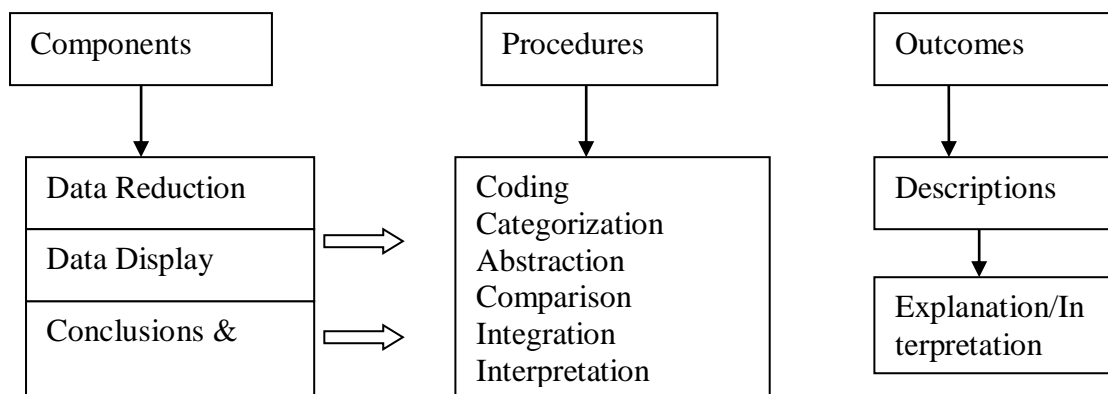 Components
Procedures
Outcomes
Data Reduction
Data Display
Conclusions &
Coding
Categorization
Abstraction
Comparison
Integration
Interpretation
Descriptions
Explanation/In
terpretation